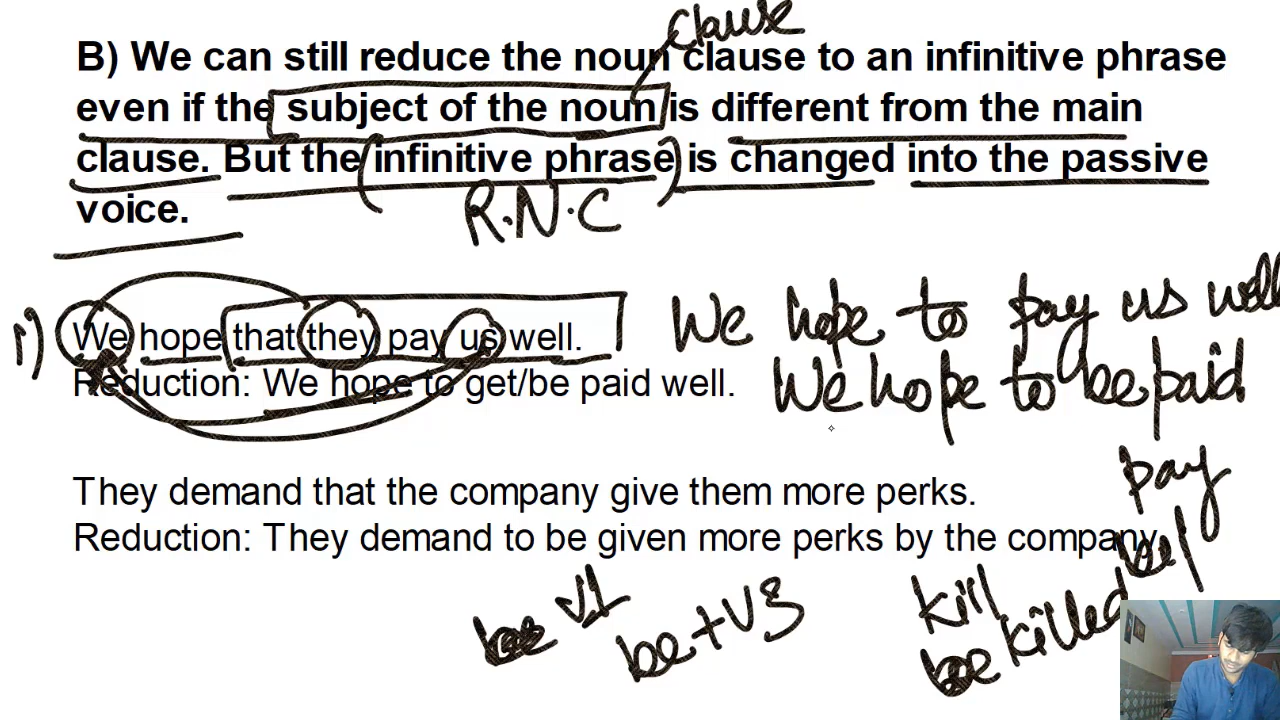 clause
B) We can still reduce the noun clause to an infinitive phrase
even if the subject of the noun is different from the main
clause. But the infinitive phrase is changed into the passive
voice.
R.N.C
1) We hope that they pay us well.
We hope to pay us well
Reduction: We hope to get/be paid well.
We hope to be paid
pay
They demand that the company give them more perks.
Reduction: They demand to be given more perks by the company
be V1
be+V3
kill
be killed